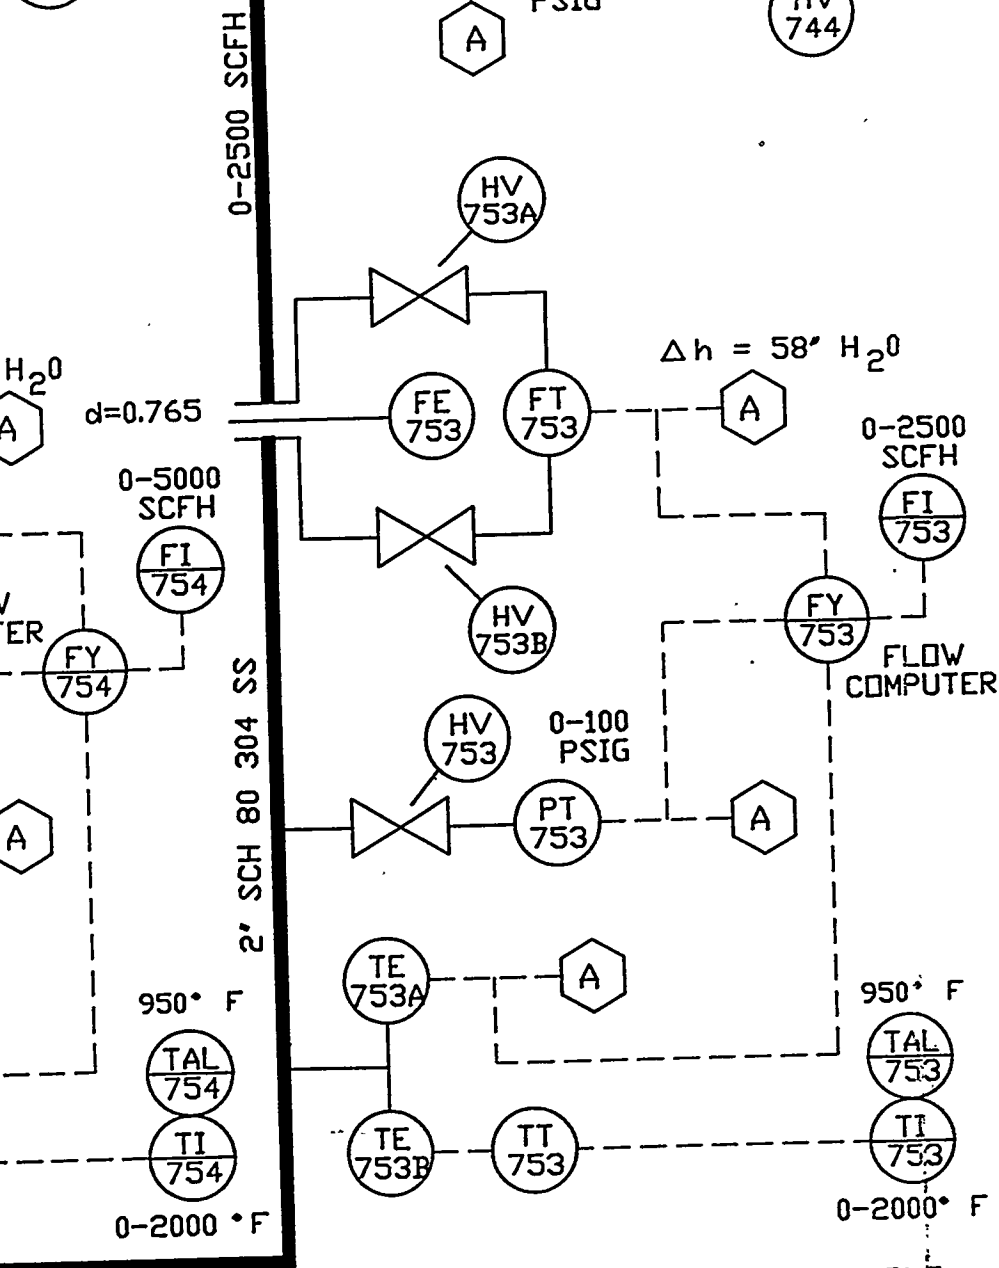 PSIG
A
HV
744
0-2500 SCFH
HV
753A
Δh = 58" H2O
H2O
A
d=0.765
FE
753
FT
753
A
0-2500
SCFH
FI
753
0-5000
SCFH
FI
754
HV
753B
FY
753
FLOW
COMPUTER
FY
754
2" SCH 80 304 SS
HV
753
0-100
PSIG
PT
753
A
A
TE
753A
A
950° F
TAL
754
TI
754
0-2000 °F
TE
753B
TT
753
950° F
TAL
753
TI
753
0-2000° F